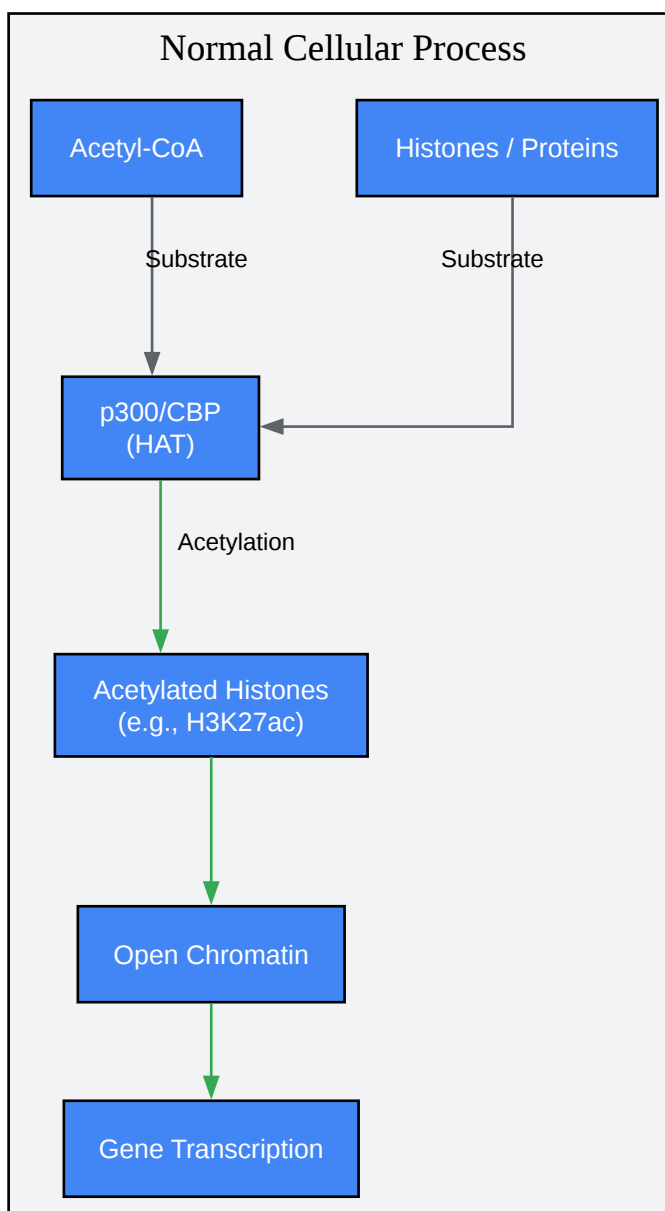 Normal Cellular Process
Acetyl-CoA
Histones / Proteins
Substrate
Substrate
p300/CBP
(HAT)
Acetylation
Acetylated Histones
(e.g., H3K27ac)
Open Chromatin
Gene Transcription